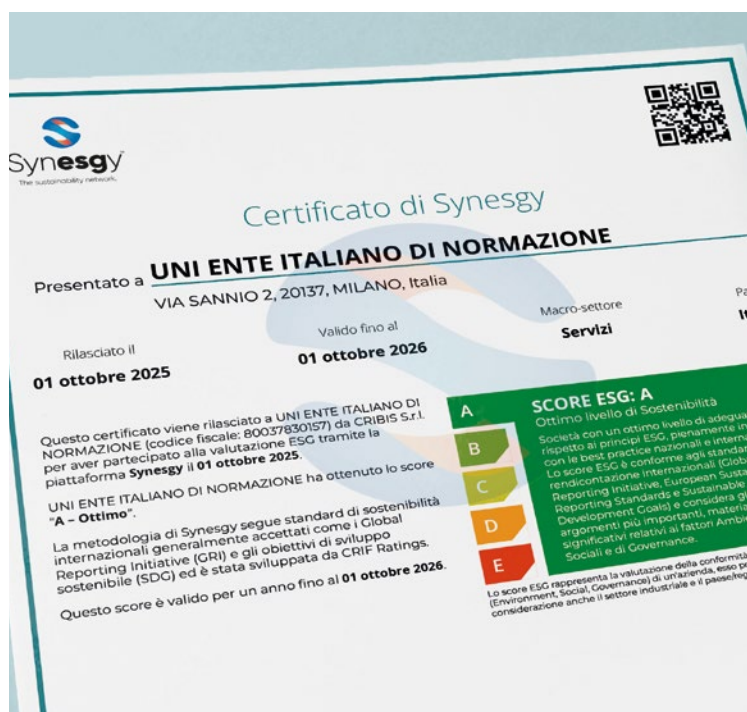 Synesgy
The sustainability network.
Certificato di Synesgy
Presentato a UNI ENTE ITALIANO DI NORMAZIONE
VIA SANNIO 2, 20137, MILANO, Italia
Rilasciato il
01 ottobre 2025
Valido fino al
01 ottobre 2026
Macro-settore
Servizi
Questo certificato viene rilasciato a UNI ENTE ITALIANO DI
NORMAZIONE (codice fiscale: 80037830157) da CRIBIS S.r.l.
per aver partecipato alla valutazione ESG tramite la
piattaforma Synesgy il 01 ottobre 2025.
UNI ENTE ITALIANO DI NORMAZIONE ha ottenuto lo score
“A – Ottimo”.
La metodologia di Synesgy segue standard di sostenibilità
internazionali generalmente accettati come i Global
Reporting Initiative (GRI) e gli obiettivi di sviluppo
sostenibile (SDG) ed è stata sviluppata da CRIF Ratings.
Questo score è valido per un anno fino al 01 ottobre 2026.
A
B
C
D
E
SCORE ESG: A
Ottimo livello di Sostenibilità
Società con un ottimo livello di
rispetto ai principi ESG, pienamente in
con le best practice nazionali e
Lo score ESG è conforme agli
rendicontazione internazionali
Reporting Initiative, European
Reporting Standards e Sustainable
Development Goals) e considera
argomenti più importanti,
significativi relativi ai fattori
Sociali e di Governance.
Lo score ESG rappresenta la valutazione della
(Environment, Social, Governance) di un'azienda, esso
considerazione anche il settore industriale e il